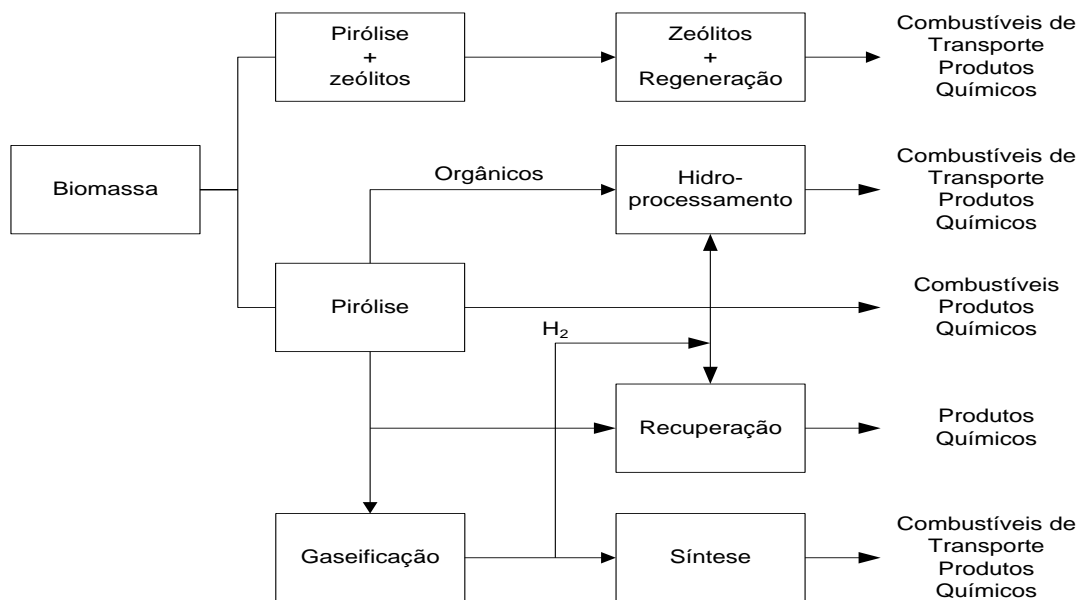 Pirólise
+
zeólitos
Zeólitos
+
Regeneração
Combustíveis de
Transporte
Produtos
Químicos
Biomassa
Orgânicos
Hidro-
processamento
Combustíveis de
Transporte
Produtos
Químicos
Pirólise
Combustíveis
Produtos
Químicos
H₂
Recuperação
Produtos
Químicos
Gaseificação
Síntese
Combustíveis de
Transporte
Produtos
Químicos